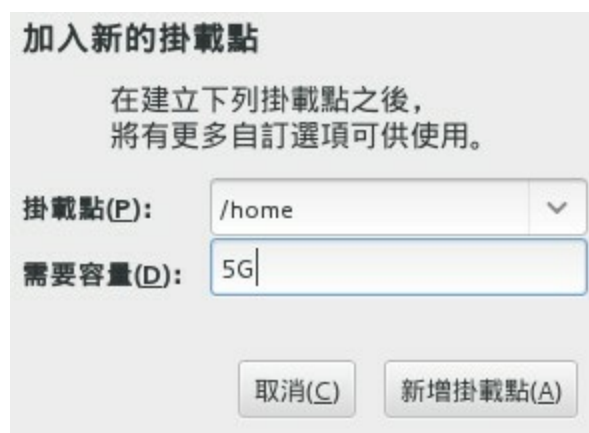 加入新的掛載點
在建立下列掛載點之後，
將有更多自訂選項可供使用。
掛載點(P)： /home
需要容量(D)： 5G
取消(C) 新增掛載點(A)